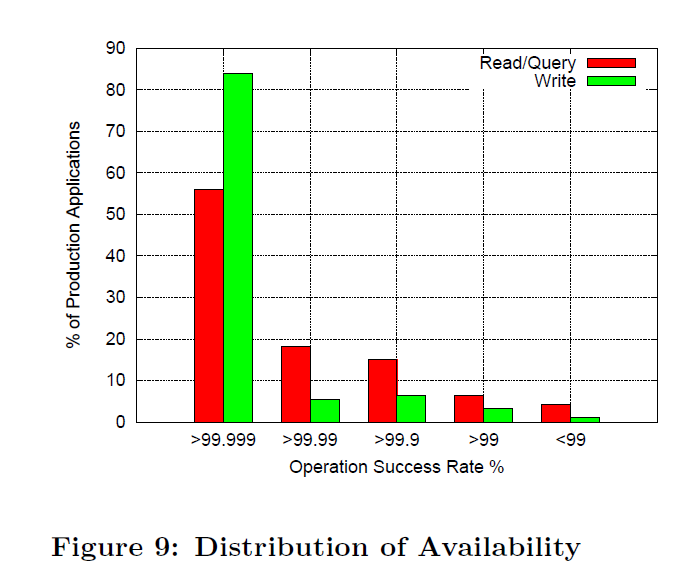 90
80
70
60
50
40
30
20
10
0
% of Production Applications
Read/Query
Write
>99.999 >99.99 >99.9 >99 <99
Operation Success Rate %
Figure 9: Distribution of Availability